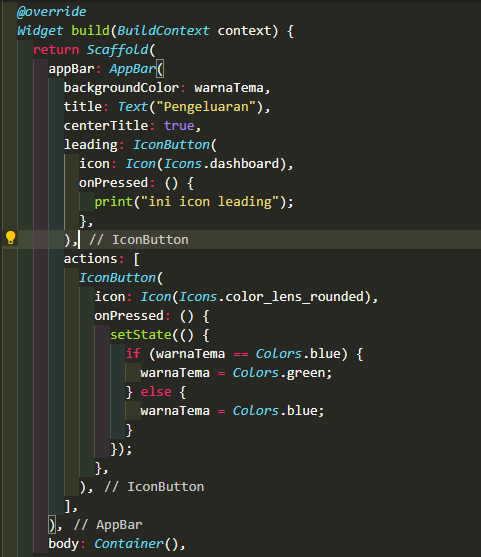 @override
Widget build(BuildContext context) {
  return Scaffold(
    appBar: AppBar(
      backgroundColor: warnaTema,
      title: Text("Pengeluaran"),
      centerTitle: true,
      leading: IconButton(
        icon: Icon(Icons.dashboard),
        onPressed: () {
          print("ini icon leading");
        },
      ), // IconButton
      actions: [
        IconButton(
          icon: Icon(Icons.color_lens_rounded),
          onPressed: () {
            setState(() {
              if (warnaTema == Colors.blue) {
                warnaTema = Colors.green;
              } else {
                warnaTema = Colors.blue;
              }
            });
          },
        ), // IconButton
      ],
    ), // AppBar
    body: Container(),